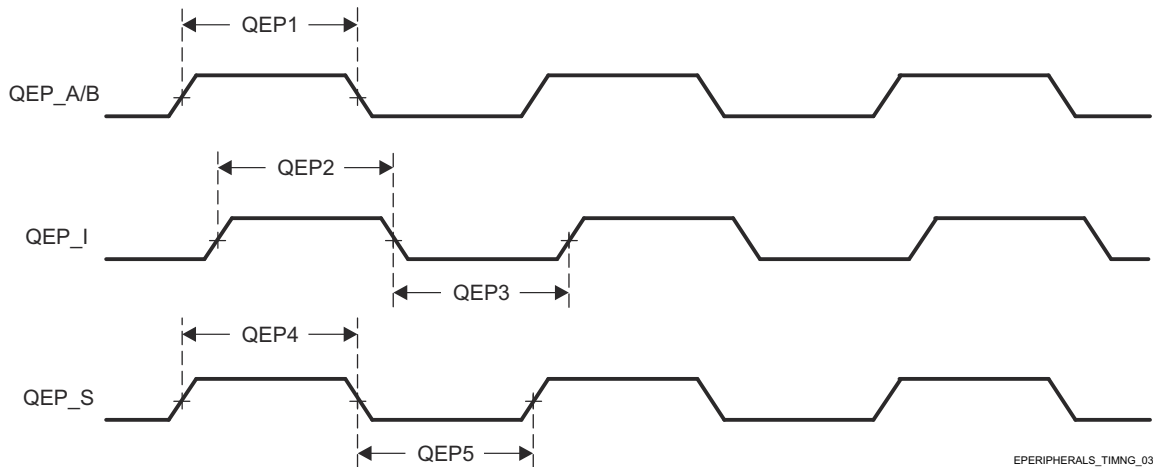 QEP1
QEP_A/B
QEP2
QEP_I
QEP3
QEP4
QEP_S
QEP5
EPERIPHERALS_TIMNG_03